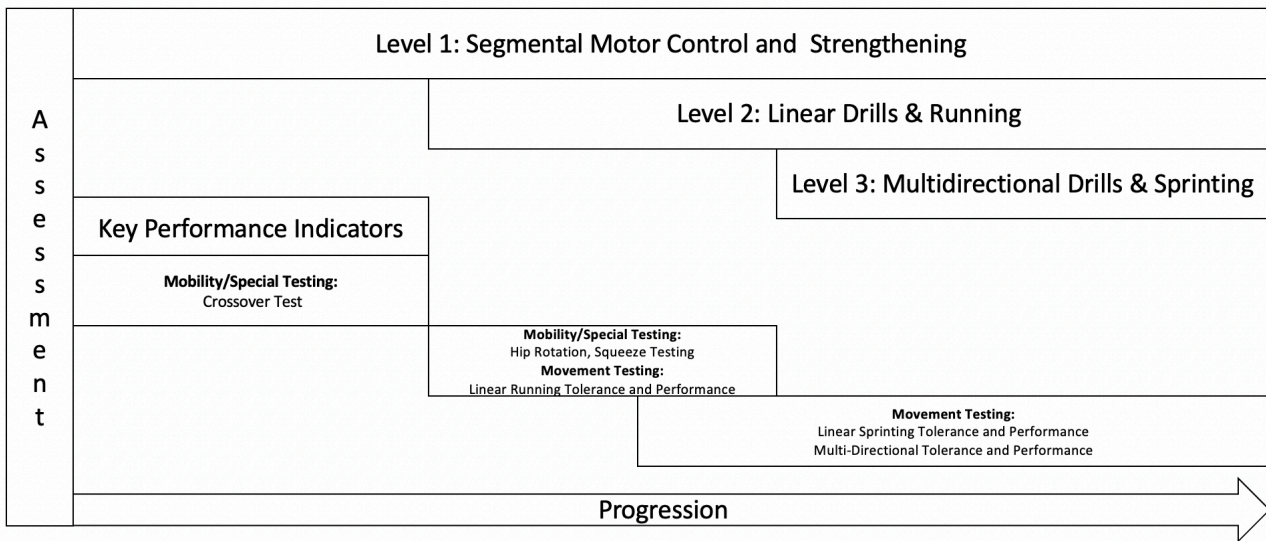 Assessment
Level 1: Segmental Motor Control and Strengthening
Level 2: Linear Drills & Running
Level 3: Multidirectional Drills & Sprinting
Key Performance Indicators
Mobility/Special Testing:
Crossover Test
Mobility/Special Testing:
Hip Rotation, Squeeze Testing
Movement Testing:
Linear Running Tolerance and Performance
Movement Testing:
Linear Sprinting Tolerance and Performance
Multi-Directional Tolerance and Performance
Progression